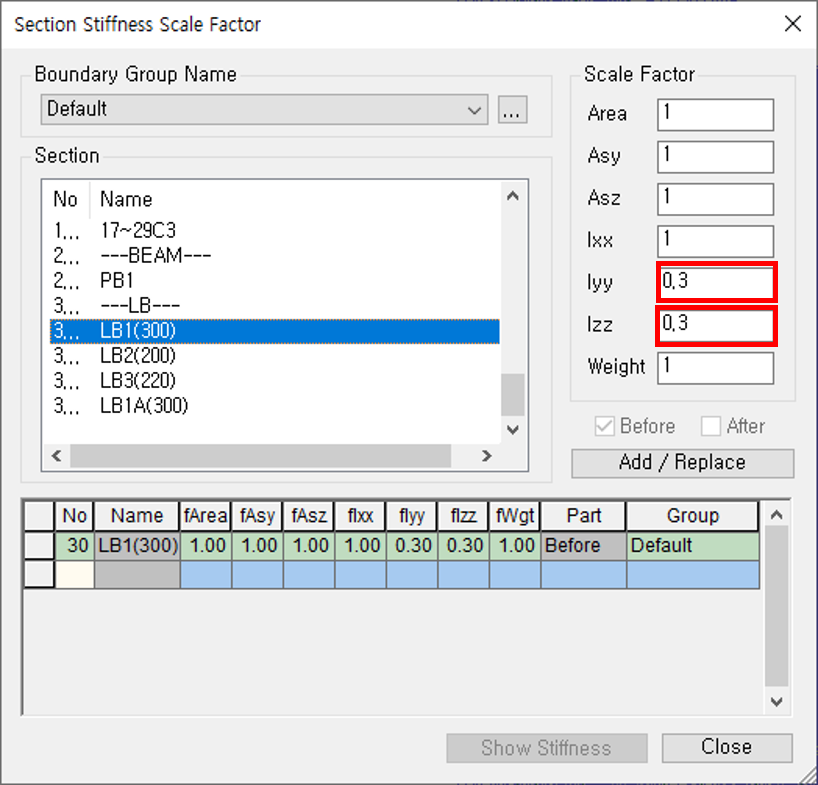 Section Stiffness Scale Factor
Boundary Group Name
Default
...
Section
No Name
1,,, 17~29C3
2,,, ---BEAM---
2,,, PB1
3,,, ---LB---
3,,, LB1(300)
3,,, LB2(200)
3,,, LB3(220)
3,,, LB1A(300)
Scale Factor
Area 1
Asy 1
Asz 1
Ixx 1
Iyy 0,3
Izz 0,3
Weight 1
Before After
Add / Replace
No Name fArea fAsy fAsz fIxx fIyy fIzz fWgt Part Group
30 LB1(300) 1.00 1.00 1.00 1.00 0.30 0.30 1.00 Before Default
Show Stiffness
Close